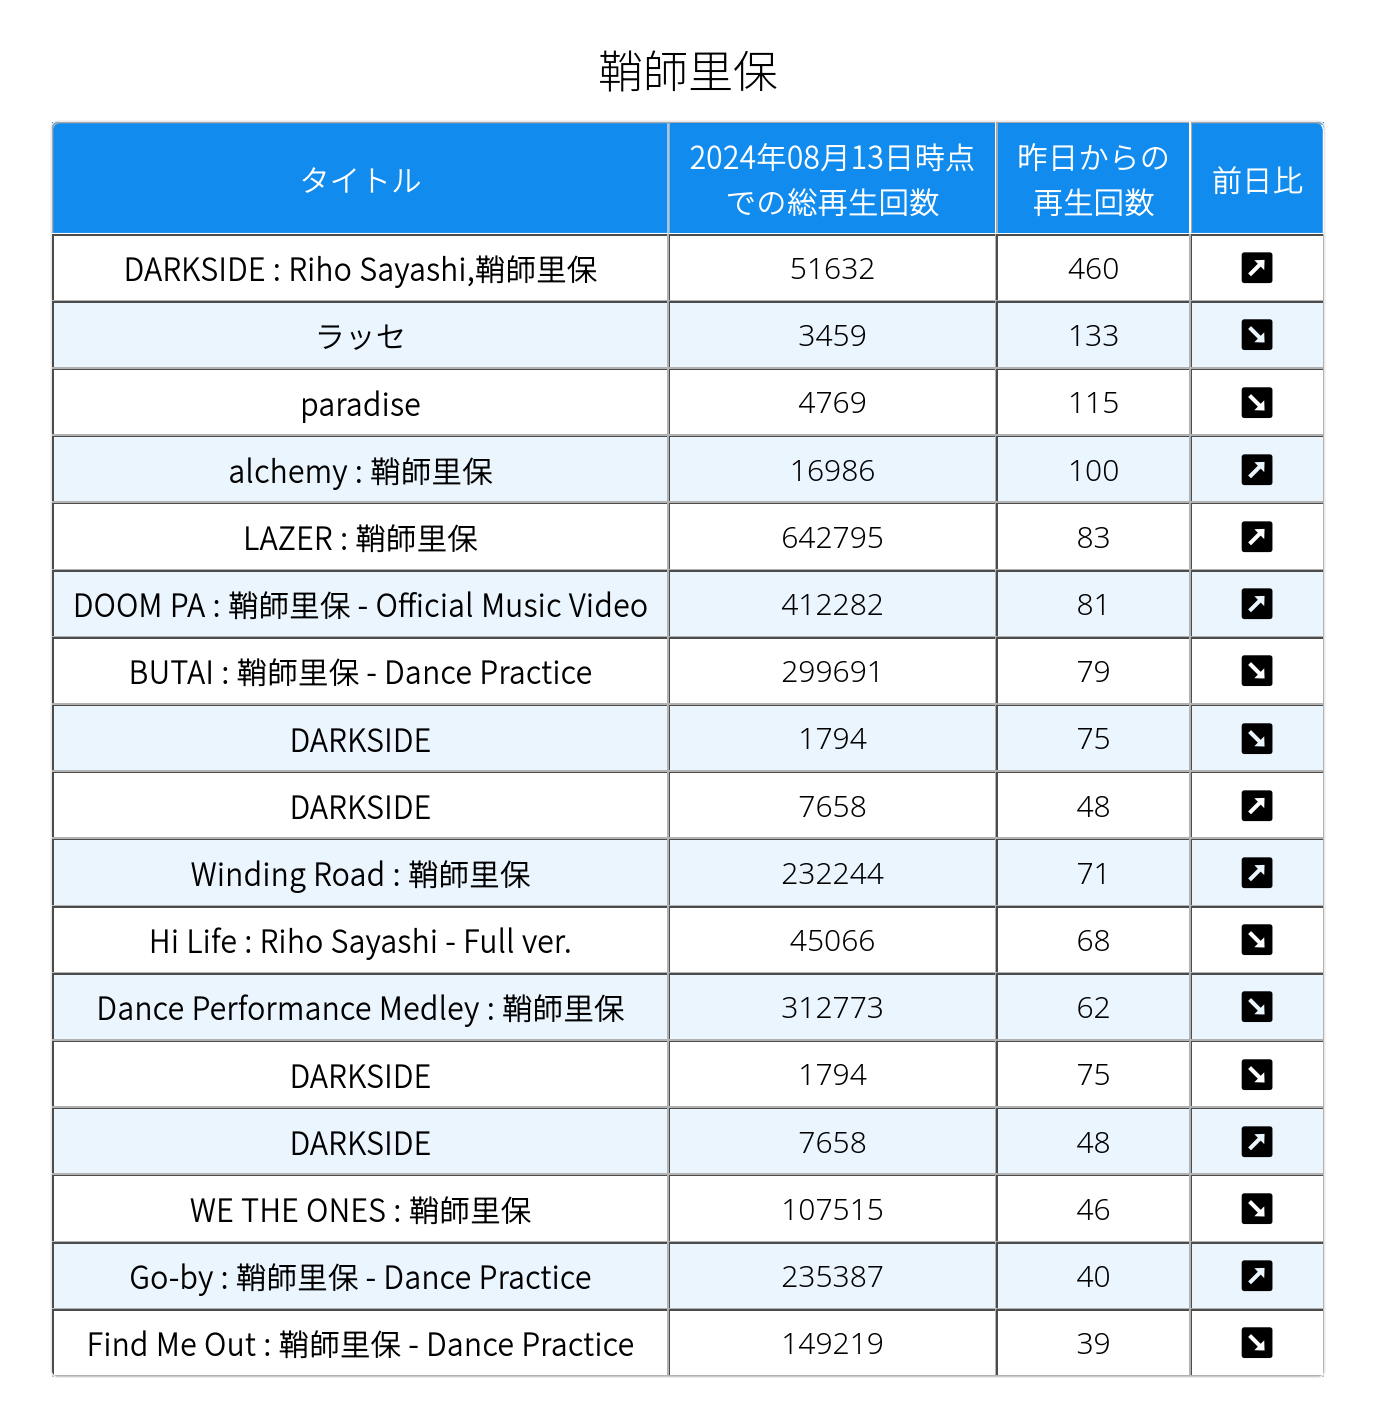 鞘師里保
タイトル 2024年08月13日時点での総再生回数 昨日からの再生回数 前日比
DARKSIDE : Riho Sayashi,鞘師里保 51632 460 ↗
ラッセ 3459 133 ↘
paradise 4769 115 ↘
alchemy : 鞘師里保 16986 100 ↗
LAZER : 鞘師里保 642795 83 ↗
DOOM PA : 鞘師里保 - Official Music Video 412282 81 ↗
BUTAI : 鞘師里保 - Dance Practice 299691 79 ↘
DARKSIDE 1794 75 ↘
DARKSIDE 7658 48 ↗
Winding Road : 鞘師里保 232244 71 ↗
Hi Life : Riho Sayashi - Full ver. 45066 68 ↘
Dance Performance Medley : 鞘師里保 312773 62 ↘
DARKSIDE 1794 75 ↘
DARKSIDE 7658 48 ↗
WE THE ONES : 鞘師里保 107515 46 ↘
Go-by : 鞘師里保 - Dance Practice 235387 40 ↗
Find Me Out : 鞘師里保 - Dance Practice 149219 39 ↘